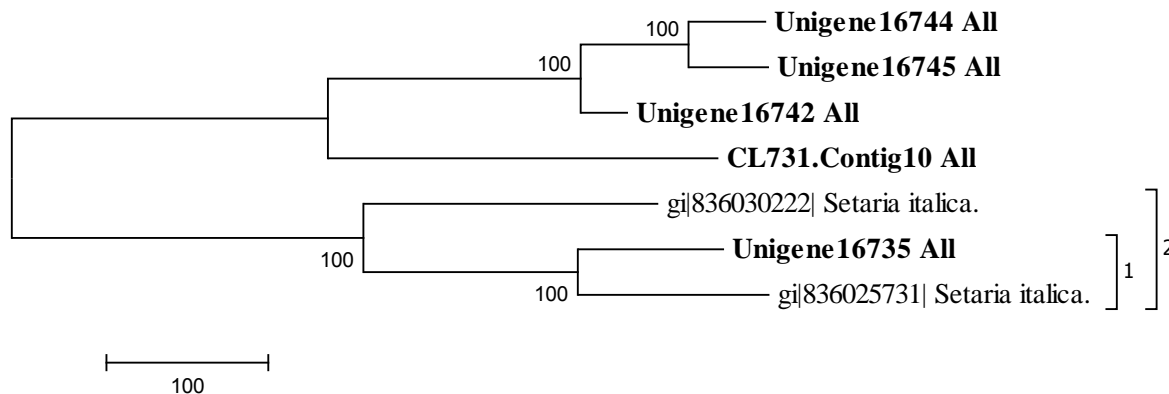 Unigene16744 All
100
Unigene16745 All
100
Unigene16742 All
CL731.Contig10 All
gi|836030222| Setaria italica.
2
Unigene16735 All
100
1
100
gi|836025731| Setaria italica.
100